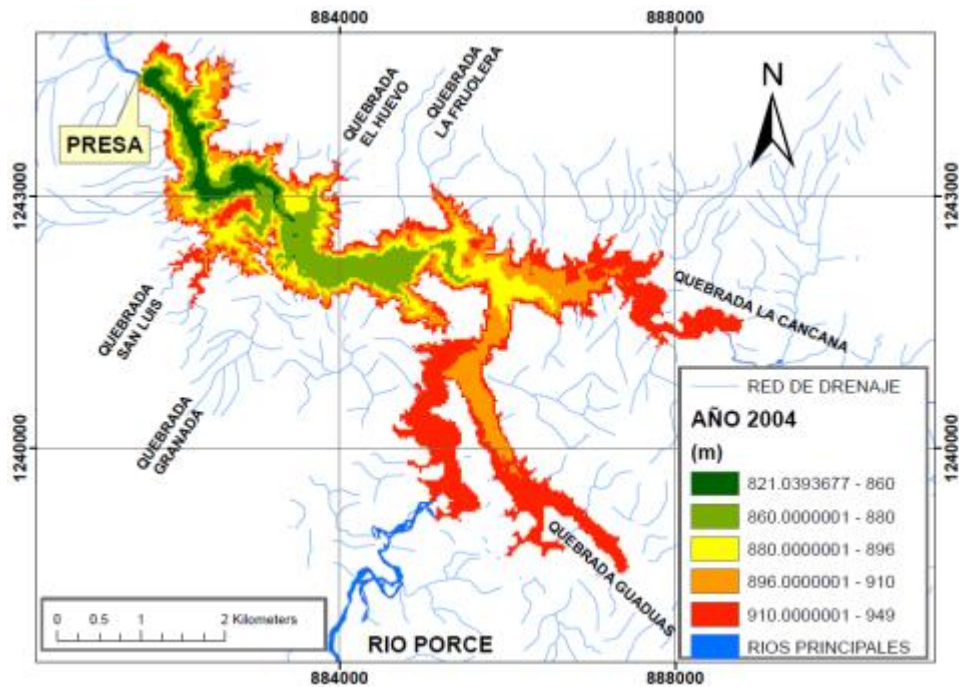 884000
888000
QUEBRADA
EL HUEVO
QUEBRADA
LA FRIJOLERA
N
PRESA
1243000
1243000
QUEBRADA
SAN LUIS
QUEBRADA LA CANCANA
QUEBRADA
GRANADA
1240000
1240000
RED DE DRENAJE
AÑO 2004
(m)
821.0393677 - 860
860.0000001 - 880
880.0000001 - 896
896.0000001 - 910
910.0000001 - 949
RIOS PRINCIPALES
QUEBRADA GUADUAS
0 0.5 1 2 Kilometers
RIO PORCE
884000
888000